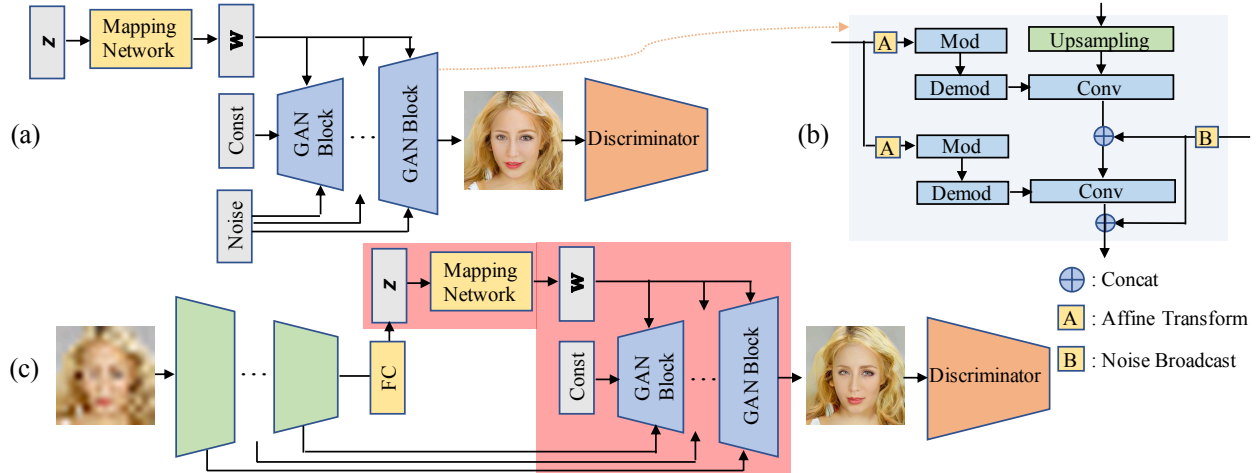 (a)
z
Mapping
Network
w
Const
GAN
Block
...
GAN Block
Noise
Discriminator
(b)
A
Mod
Upsampling
Demod
Conv
B
A
Mod
Demod
Conv
: Concat
A : Affine Transform
B : Noise Broadcast
(c)
...
FC
z
Mapping
Network
w
Const
GAN
Block
...
GAN Block
Discriminator